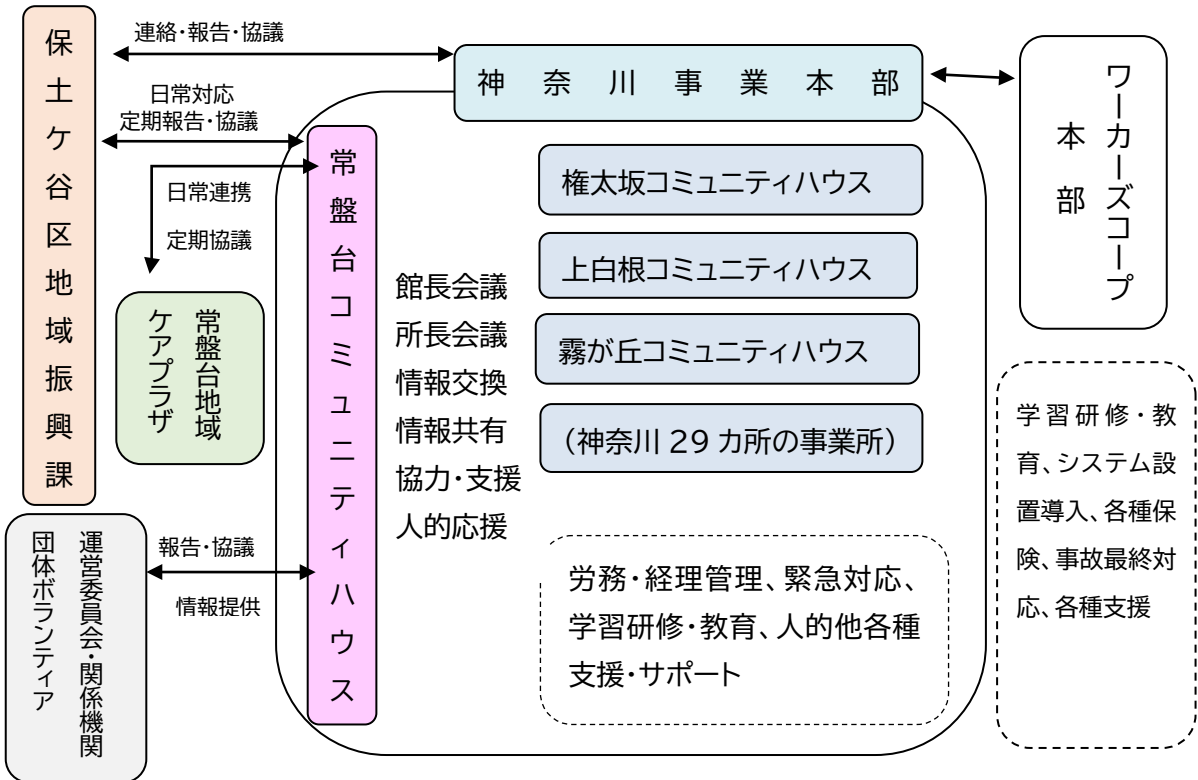 保土ケ谷区地域振興課
連絡・報告・協議
神奈川事業本部
ワーカーズコープ
本部
日常対応
定期報告・協議
常盤台コミュニティハウス
日常連携
定期協議
常盤台地域
ケアプラザ
権太坂コミュニティハウス
上白根コミュニティハウス
霧が丘コミュニティハウス
（神奈川 29 カ所の事業所）
館長会議
所長会議
情報交換
情報共有
協力・支援
人的応援
学習研修・教
育、システム設
置導入、各種保
険、事故最終対
応、各種支援
運営委員会・関係機関
団体ボランティア
報告・協議
情報提供
労務・経理管理、緊急対応、
学習研修・教育、人的他各種
支援・サポート